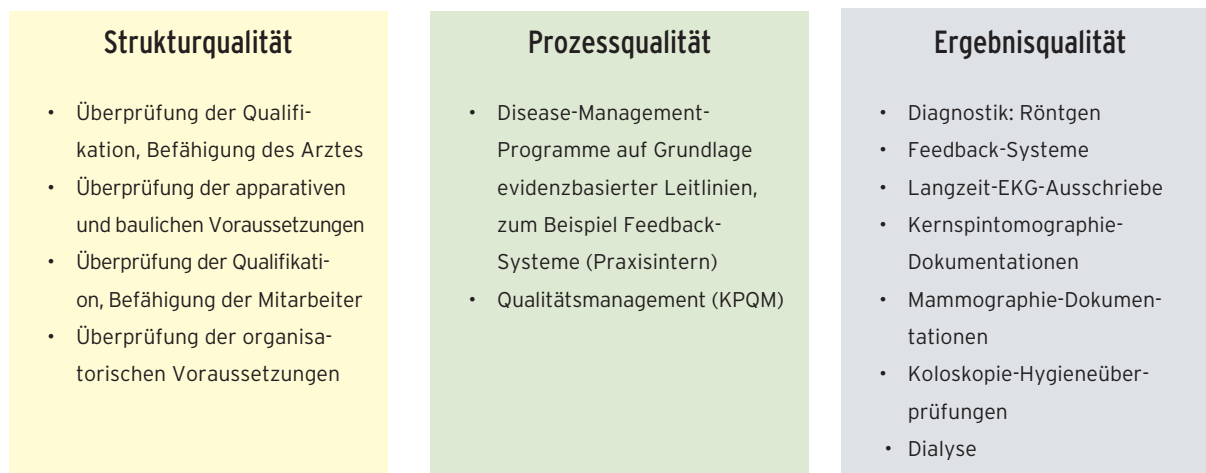 Strukturqualität
• Überprüfung der Qualifi-
kation, Befähigung des Arztes
• Überprüfung der apparativen
und baulichen Voraussetzungen
• Überprüfung der Qualifikati-
on, Befähigung der Mitarbeiter
• Überprüfung der organisa-
torischen Voraussetzungen
Prozessqualität
• Disease-Management-
Programme auf Grundlage
evidenzbasierter Leitlinien,
zum Beispiel Feedback-
Systeme (Praxisintern)
• Qualitätsmanagement (KPQM)
Ergebnisqualität
• Diagnostik: Röntgen
• Feedback-Systeme
• Langzeit-EKG-Ausschriebe
• Kernspintomographie-
Dokumentationen
• Mammographie-Dokumen-
tationen
• Koloskopie-Hygieneüber-
prüfungen
• Dialyse